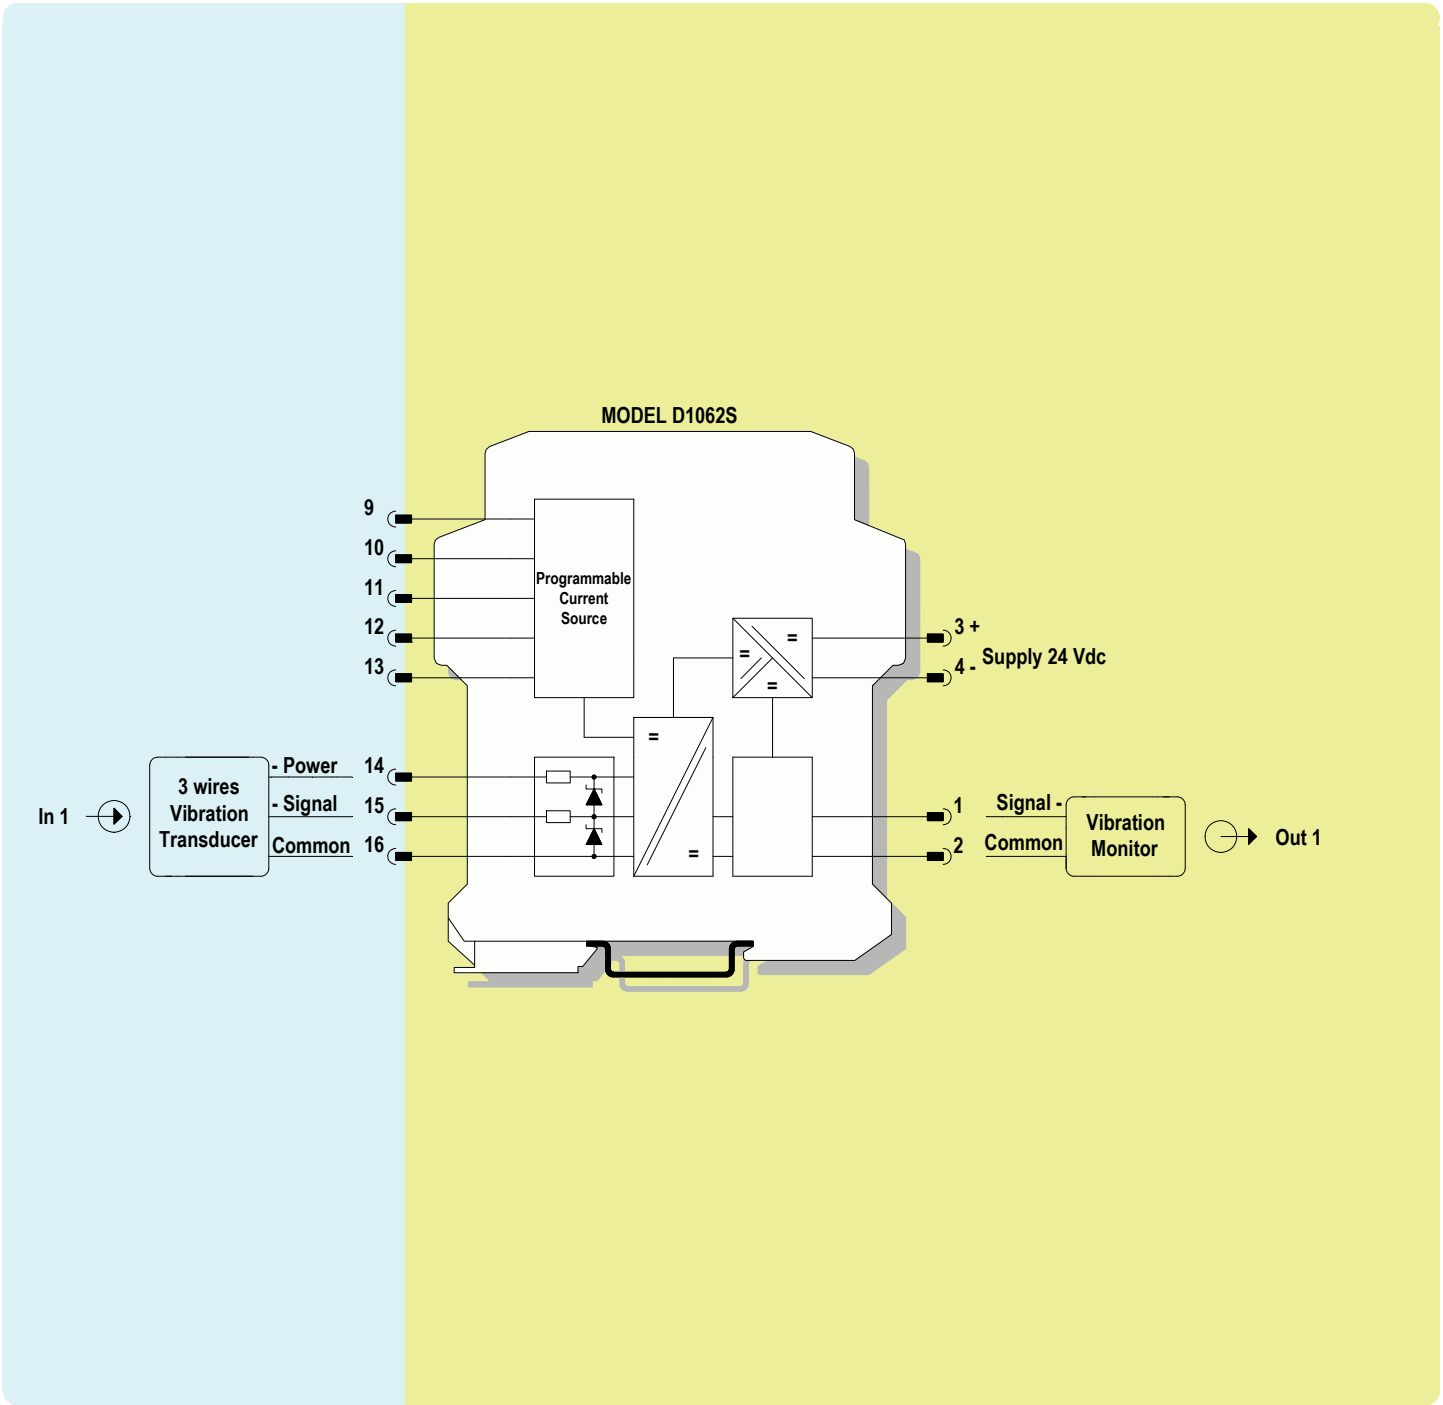 MODEL D1062S
9
10
11
12
13
Programmable
Current
Source
=
=
=
3 +
4 -
Supply 24 Vdc
In 1
3 wires
Vibration
Transducer
- Power
- Signal
Common
14
15
16
=
=
1
2
Signal -
Common
Vibration
Monitor
Out 1